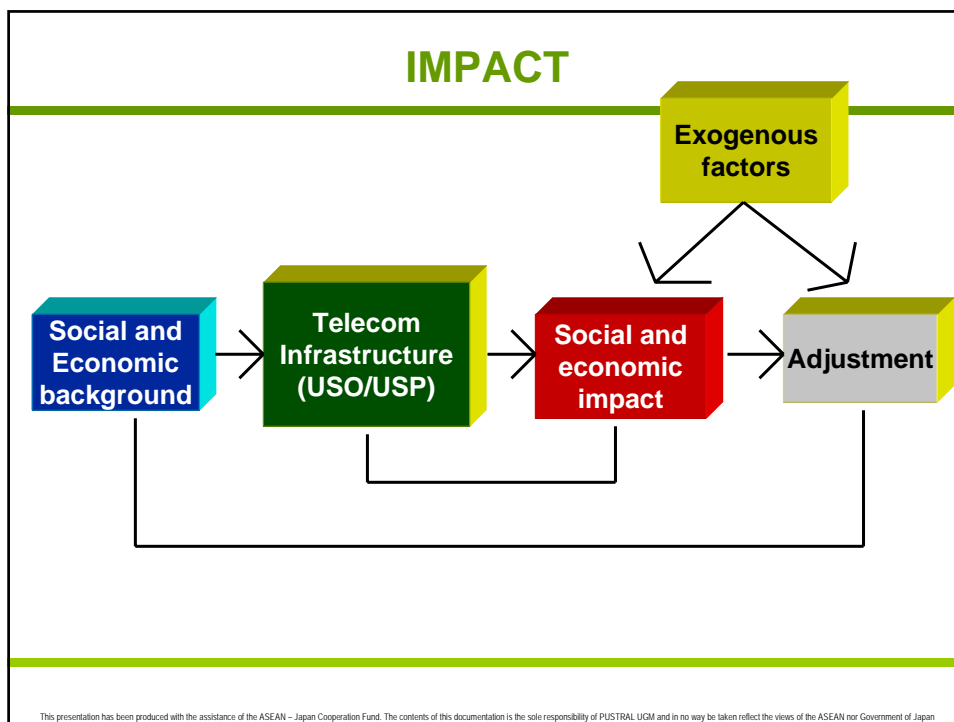 IMPACT
Exogenous
factors
Social and
Economic
background
Telecom
Infrastructure
(USO/USP)
Social and
economic
impact
Adjustment
This presentation has been produced with the assistance of the ASEAN – Japan Cooperation Fund. The contents of this documentation is the sole responsibility of PUSTRAL UGM and in no way be taken reflect the views of the ASEAN nor Government of Japan